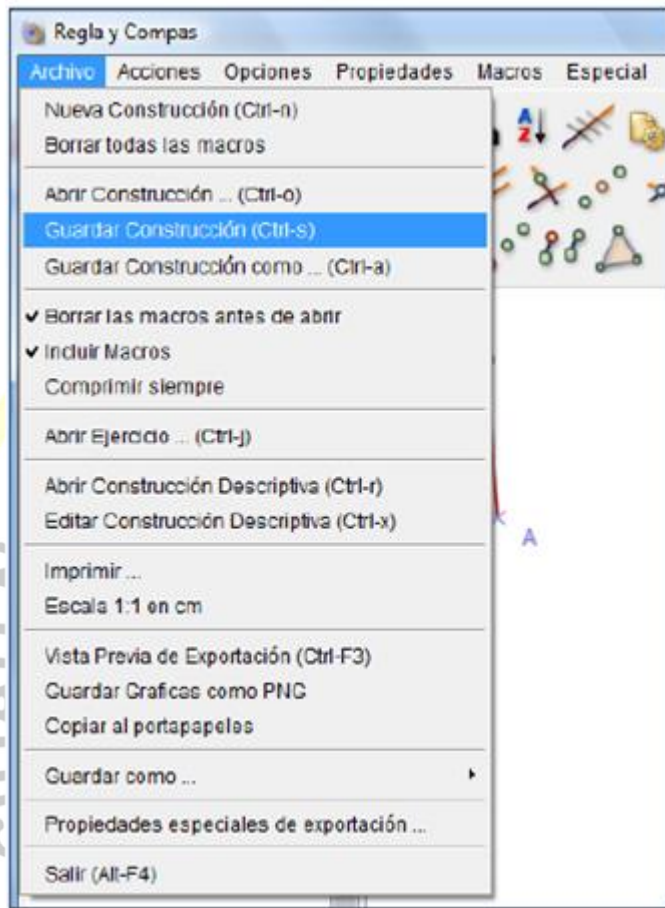 Regla y Compas
Archivo Acciones Opciones Propiedades Macros Especial
Nueva Construcción (Ctrl-n)
Borrar todas las macros
Abrir Construcción ... (Ctrl-o)
Guardar Construcción (Ctrl-s)
Guardar Construcción como ... (Ctrl-a)
Borrar las macros antes de abrir
Incluir Macros
Comprimir siempre
Abrir Ejercicio ... (Ctrl-j)
Abrir Construcción Descriptiva (Ctrl-r)
Editar Construcción Descriptiva (Ctrl-x)
A
Imprimir ...
Escala 1:1 en cm
Vista Previa de Exportación (Ctrl-F3)
Guardar Graficas como PNG
Copiar al portapapeles
Guardar como ...
Propiedades especiales de exportación ...
Salir (Alt-F4)